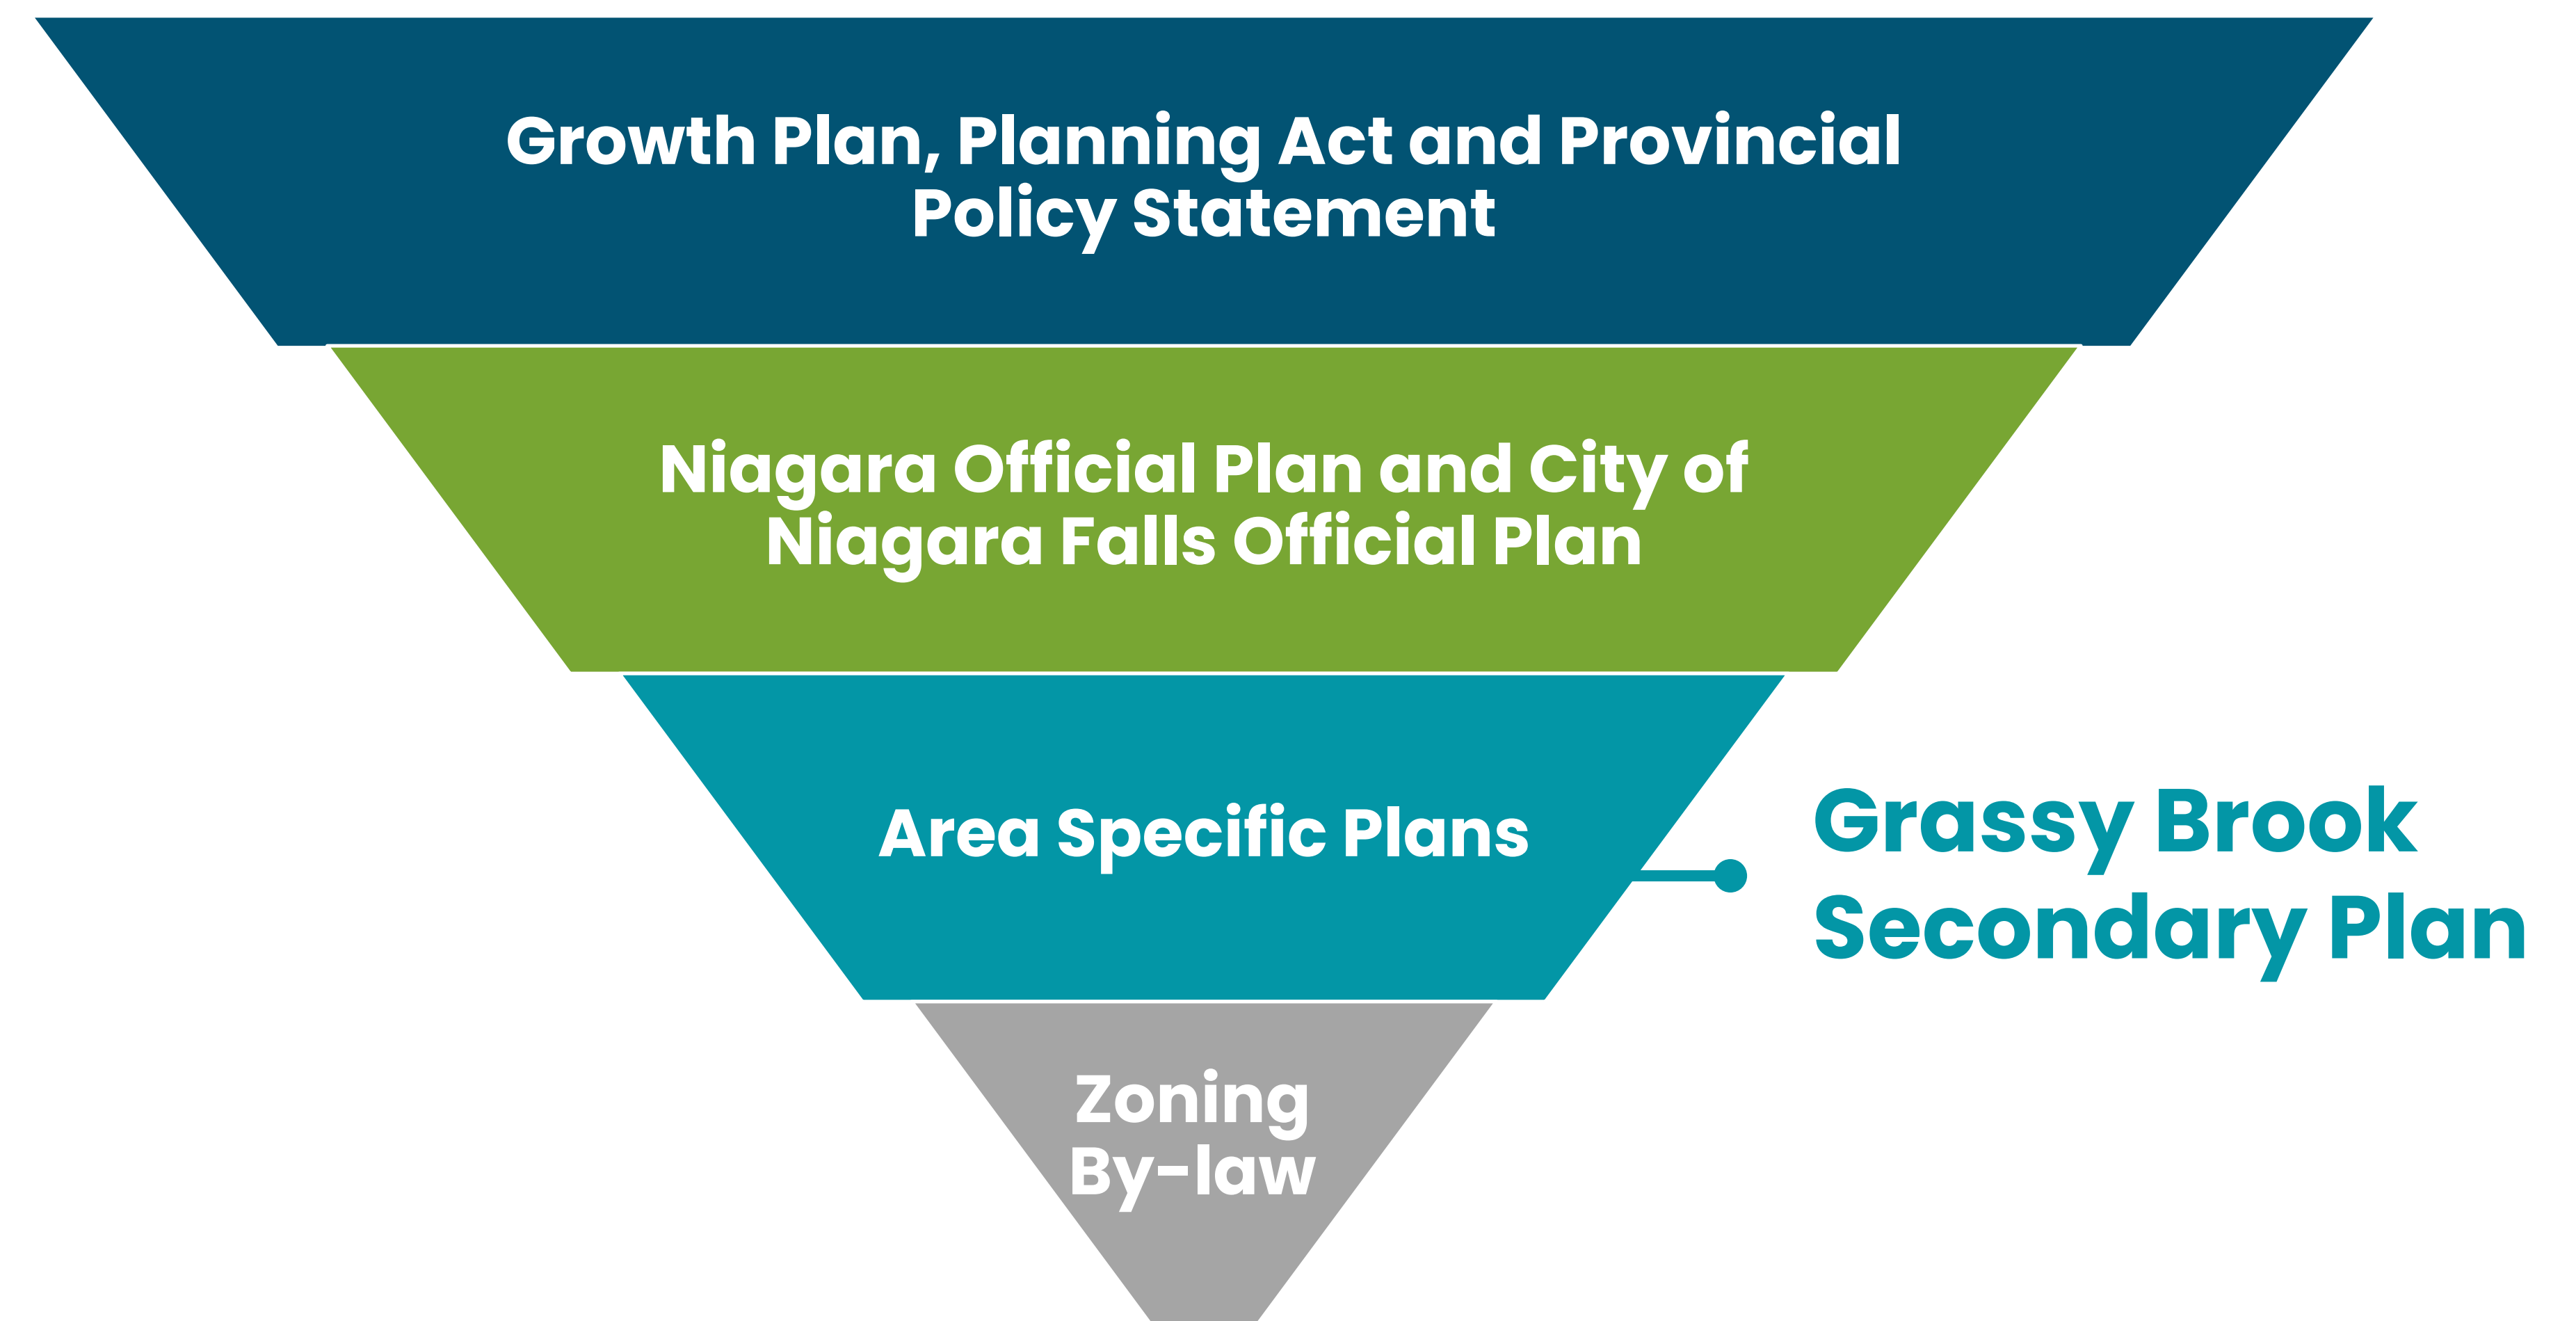 Growth Plan, Planning Act and Provincial
Policy Statement
Niagara Official Plan and City of
Niagara Falls Official Plan
Area Specific Plans
Grassy Brook
Secondary Plan
Zoning
By-law